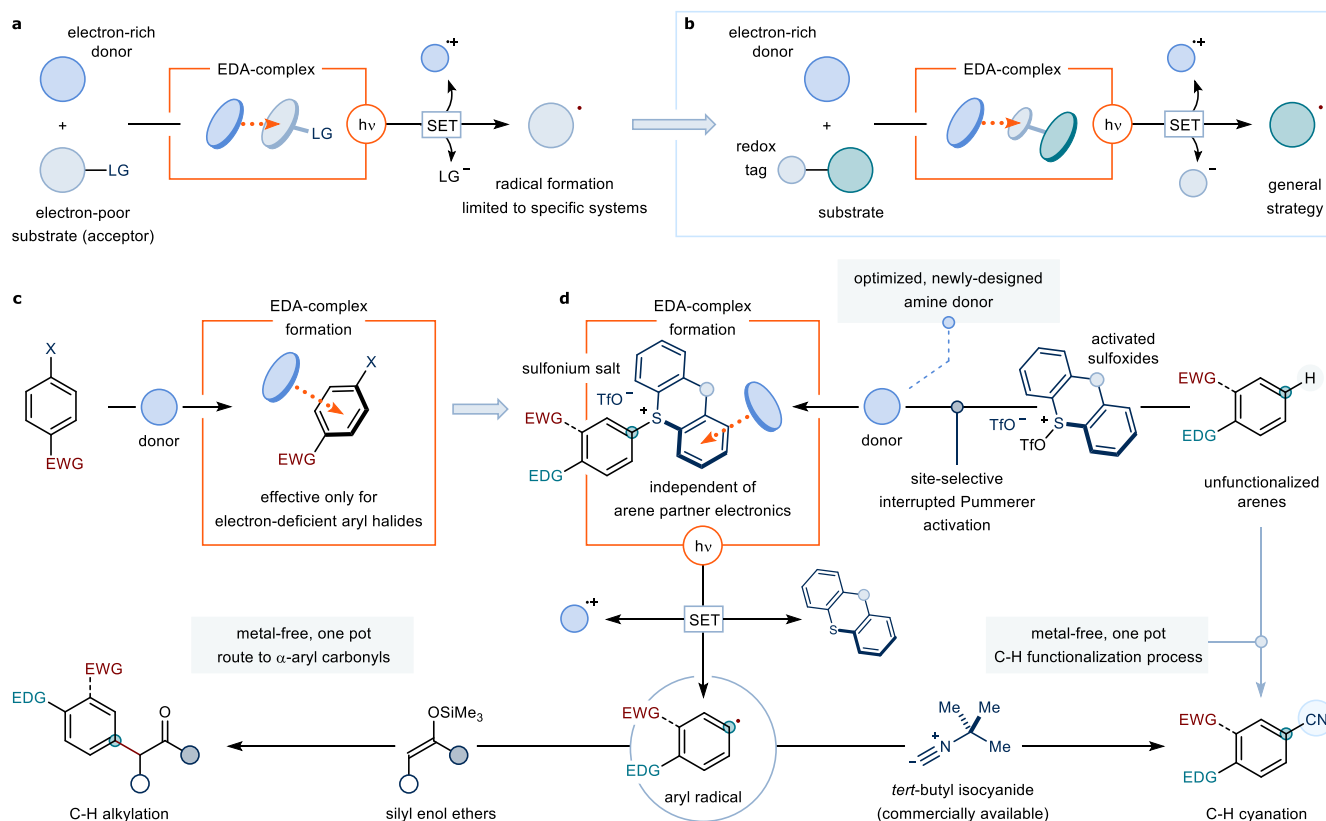 a
electron-rich
donor
+
LG
electron-poor
substrate (acceptor)
EDA-complex
LG
hν
SET
•+
LG⁻
•
radical formation
limited to specific systems
b
electron-rich
donor
+
redox
tag
substrate
EDA-complex
hν
SET
•+
−
•
general
strategy
c
X
EWG
donor
EDA-complex
formation
X
EWG
effective only for
electron-deficient aryl halides
d
EDA-complex
formation
sulfonium salt
TfO⁻
+
S
EWG
EDG
independent of
arene partner electronics
hν
optimized, newly-designed
amine donor
donor
site-selective
interrupted Pummerer
activation
activated
sulfoxides
TfO⁻
+
S
TfO
EWG
H
EDG
unfunctionalized
arenes
•+
SET
S
metal-free, one pot
route to α-aryl carbonyls
metal-free, one pot
C-H functionalization process
EWG
EDG
O
C-H alkylation
OSiMe₃
silyl enol ethers
EWG
•
EDG
aryl radical
Me
Me
Me
+
N
−
tert-butyl isocyanide
(commercially available)
EWG
CN
EDG
C-H cyanation